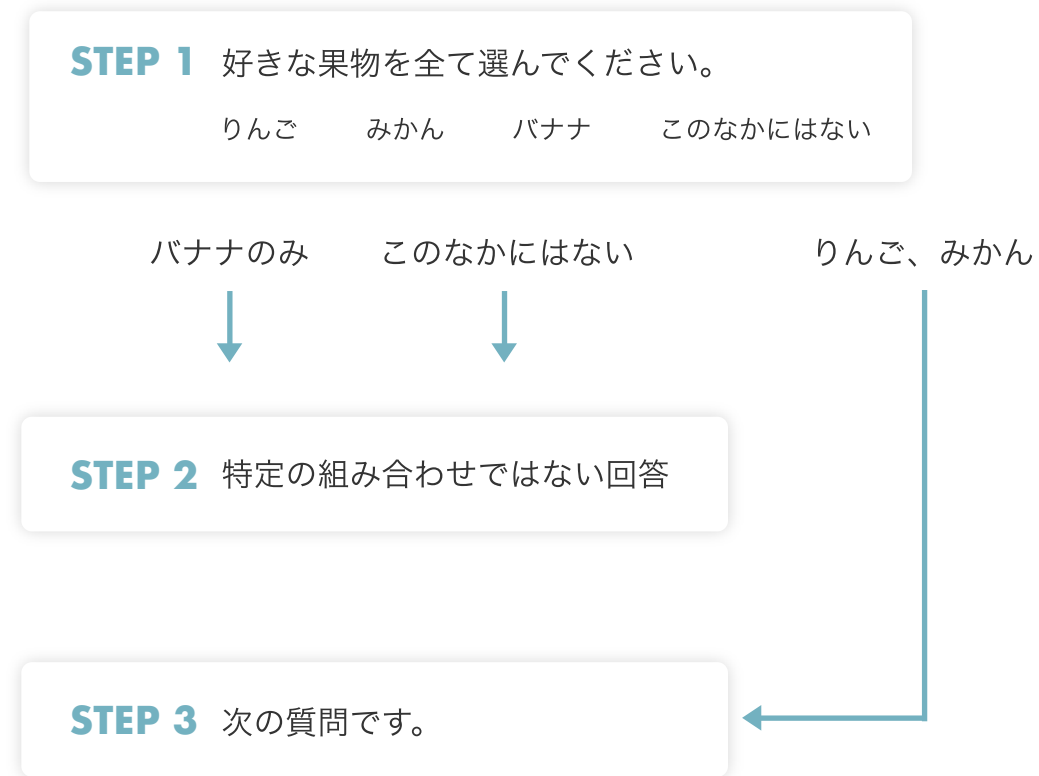 STEP 1 好きな果物を全て選んでください。
りんご みかん バナナ このなかにはない
バナナのみ このなかにはない りんご、みかん
STEP 2 特定の組み合わせではない回答
STEP 3 次の質問です。